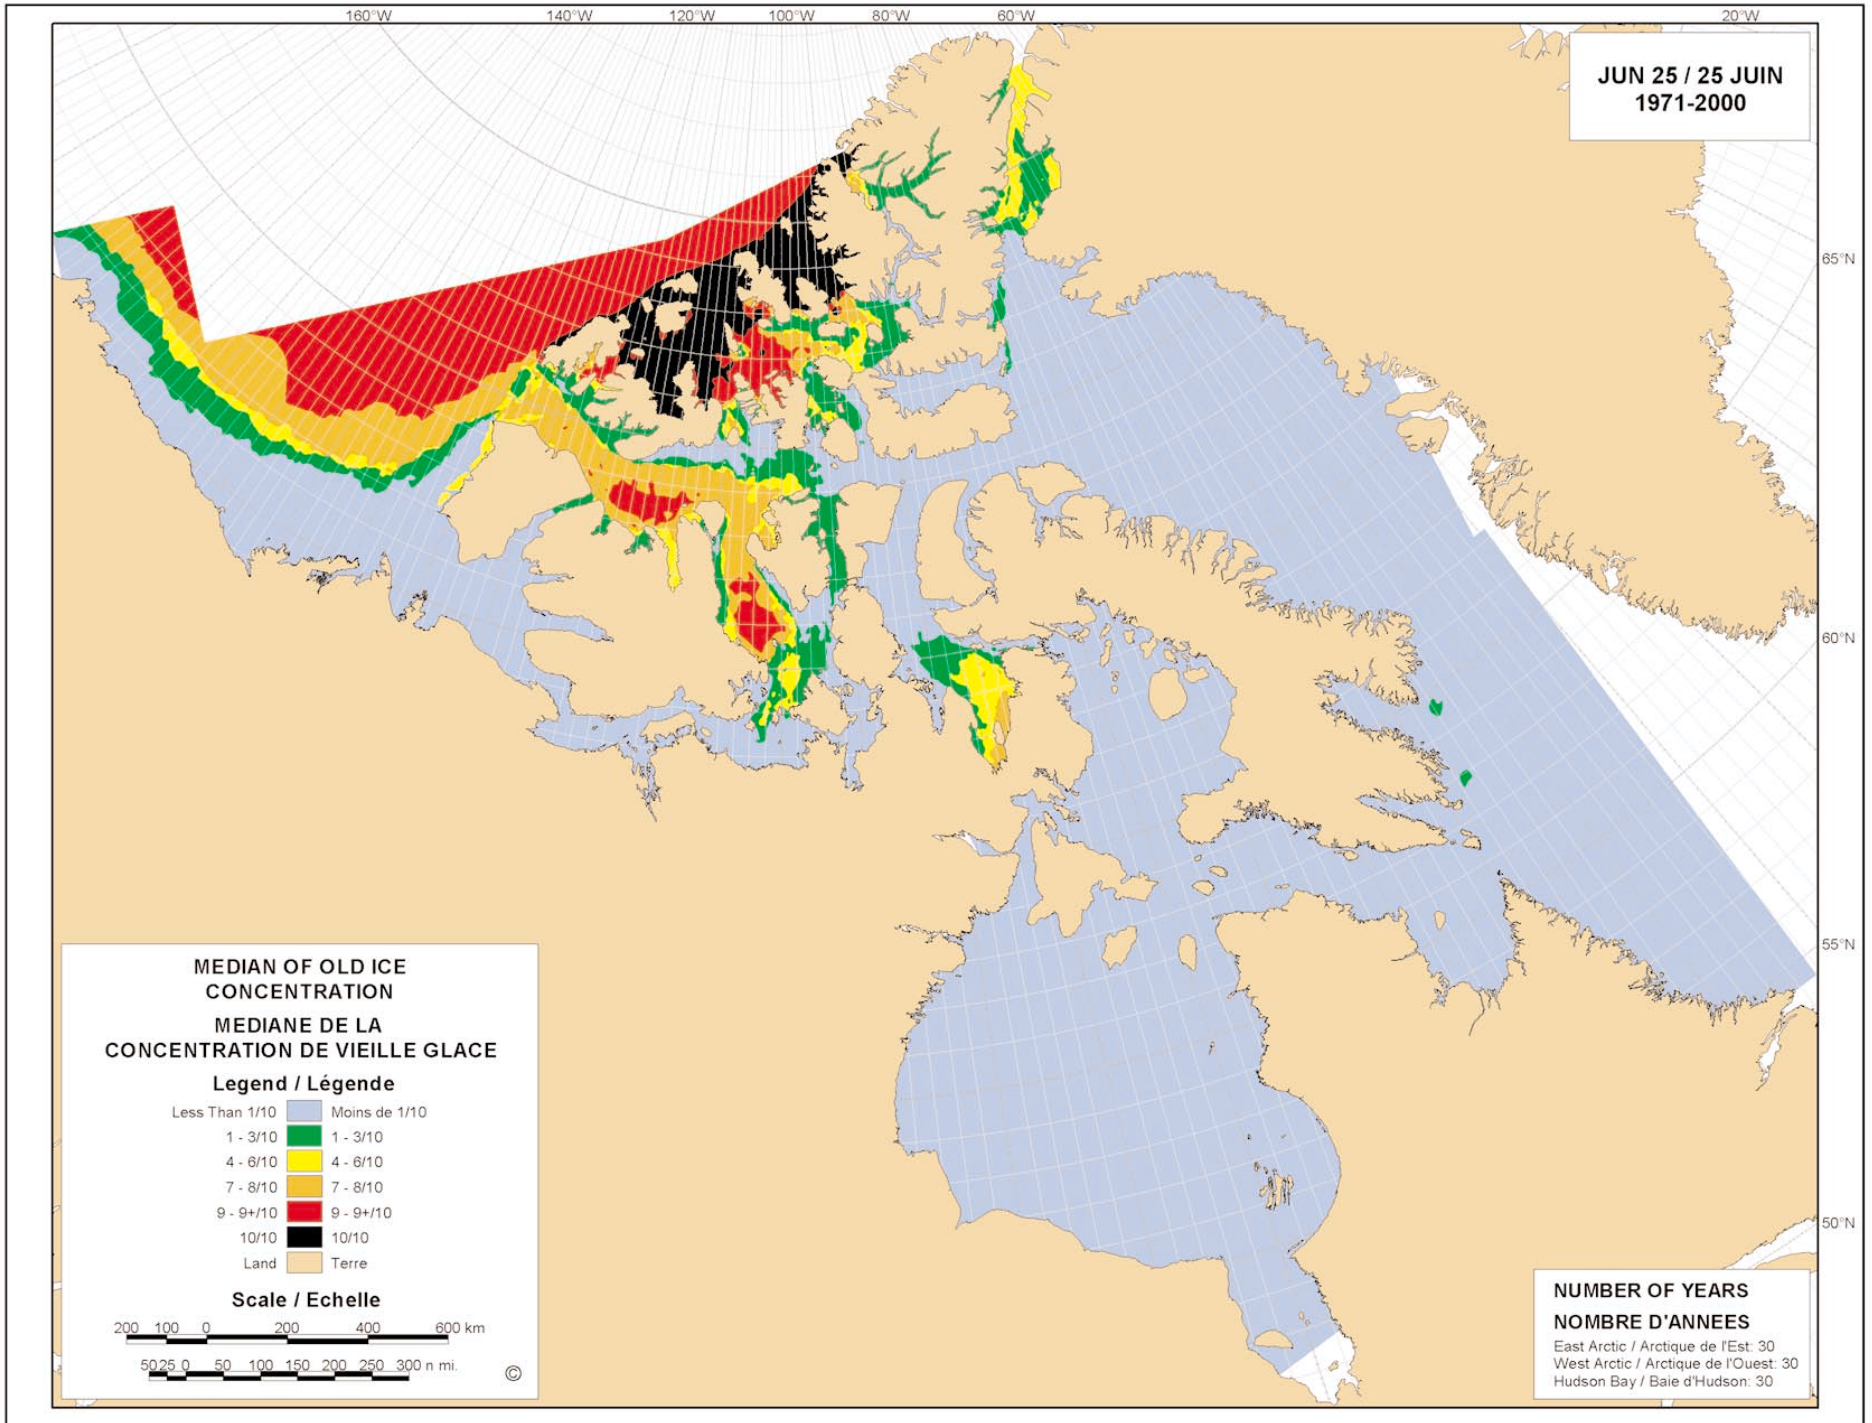 160°W 140°W 120°W 100°W 80°W 60°W 20°W
JUN 25 / 25 JUIN
1971-2000
65°N
60°N
55°N
50°N
MEDIAN OF OLD ICE
CONCENTRATION
MEDIANE DE LA
CONCENTRATION DE VIEILLE GLACE
Legend / Légende
Less Than 1/10 Moins de 1/10
1 - 3/10 1 - 3/10
4 - 6/10 4 - 6/10
7 - 8/10 7 - 8/10
9 - 9+/10 9 - 9+/10
10/10 10/10
Land Terre
Scale / Echelle
200 100 0 200 400 600 km
50 25 0 50 100 150 200 250 300 n mi.
©
NUMBER OF YEARS
NOMBRE D'ANNEES
East Arctic / Arctique de l'Est: 30
West Arctic / Arctique de l'Ouest: 30
Hudson Bay / Baie d'Hudson: 30